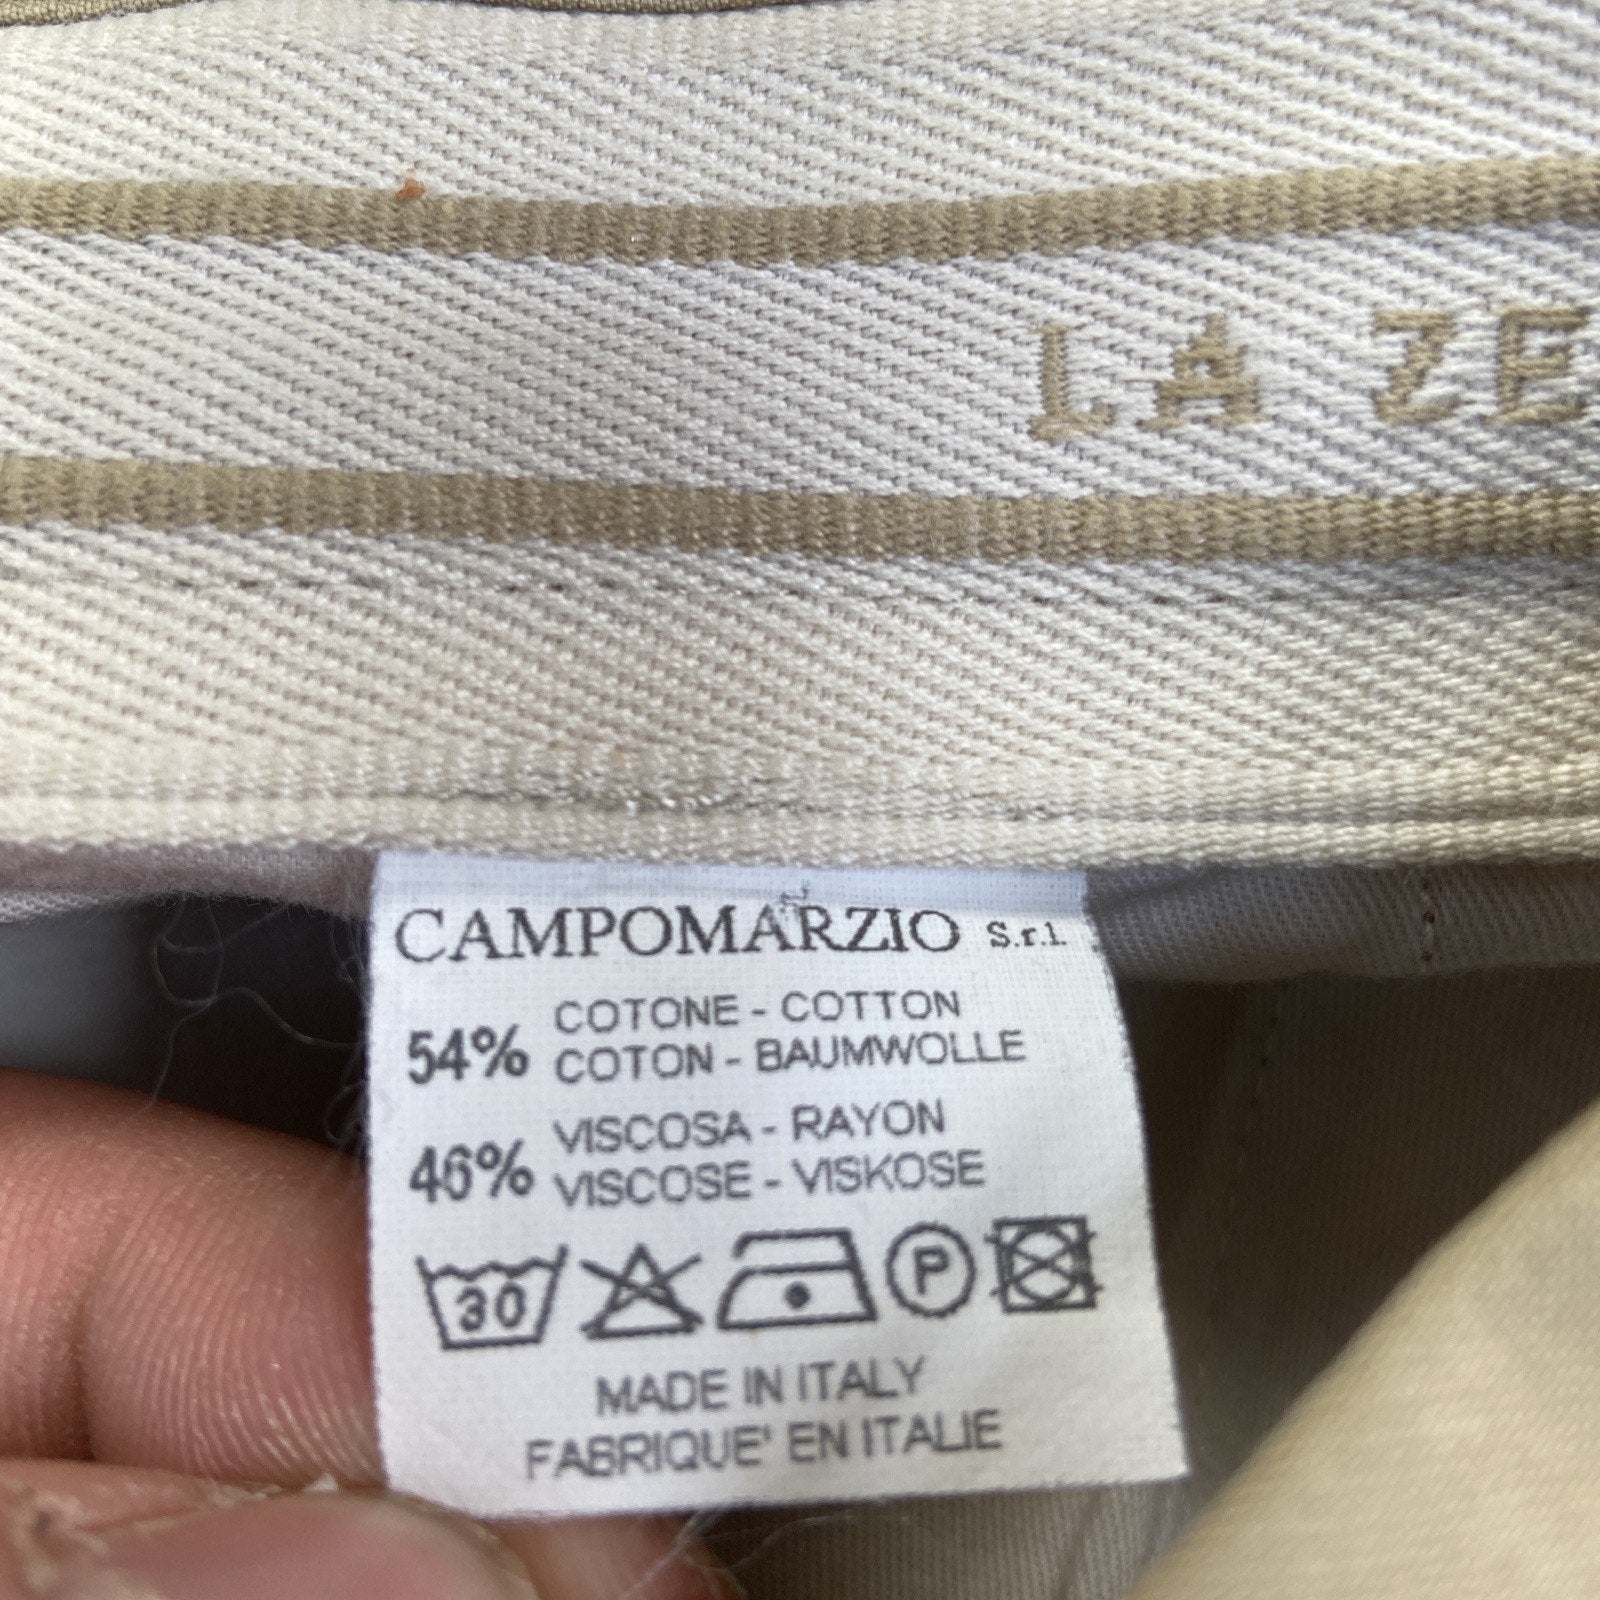 LA ZE
CAMPOMARZIO S.r.l.
54% COTONE - COTTON
COTON - BAUMWOLLE
46% VISCOSA - RAYON
VISCOSE - VISKOSE
30 P
MADE IN ITALY
FABRIQUE' EN ITALIE